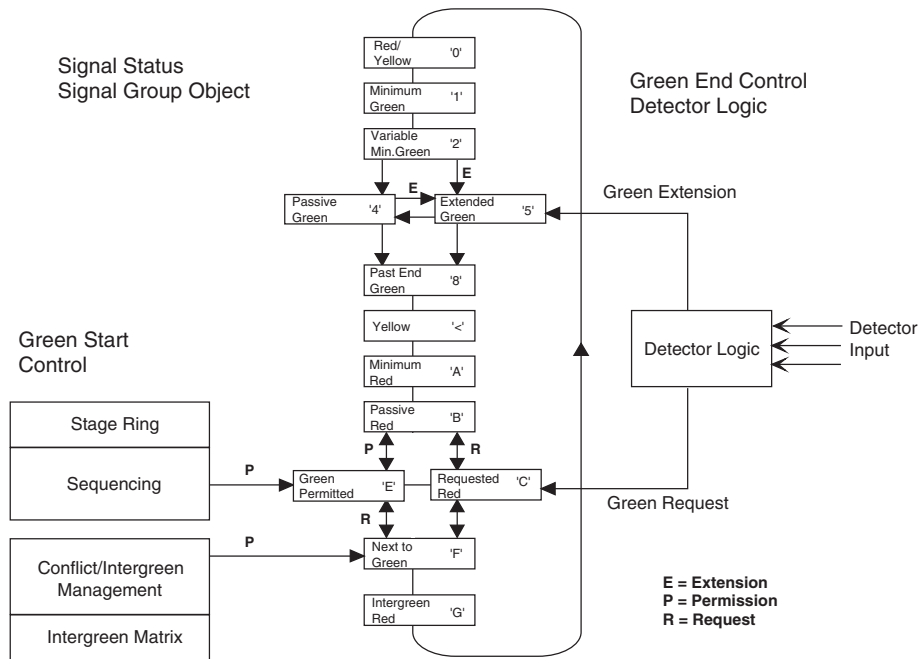 Signal Status
Signal Group Object
Green End Control
Detector Logic
Red/
Yellow '0'
Minimum
Green '1'
Variable
Min.Green '2'
E
E
Passive
Green '4'
Extended
Green '5'
Green Extension
Past End
Green '8'
Yellow '<'
Minimum
Red 'A'
Passive
Red 'B'
Detector Logic
Detector
Input
Green Start
Control
Stage Ring
Sequencing
P
P
R
Green
Permitted 'E'
Requested
Red 'C'
Green Request
R
Conflict/Intergreen
Management
Intergreen Matrix
P
Next to
Green 'F'
Intergreen
Red 'G'
E = Extension
P = Permission
R = Request